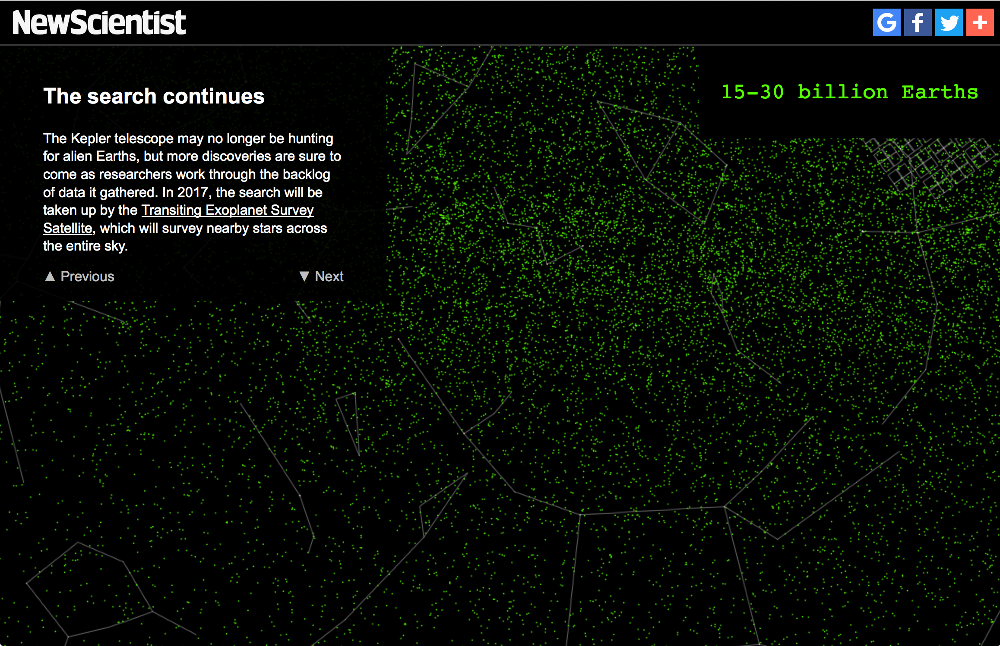 NewScientist
The search continues
15-30 billion Earths
The Kepler telescope may no longer be hunting
for alien Earths, but more discoveries are sure to
come as researchers work through the backlog
of data it gathered. In 2017, the search will be
taken up by the Transiting Exoplanet Survey
Satellite, which will survey nearby stars across
the entire sky.
▲ Previous
▼ Next